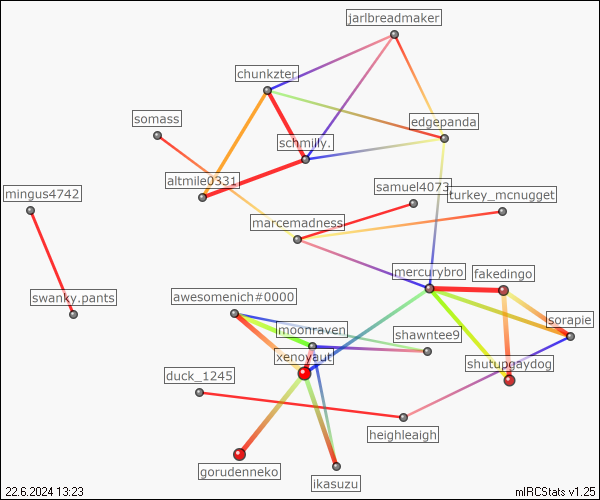 jarlbreadmaker
chunkzter
somass
edgepanda
schmilly.
altmile0331
samuel4073
mingus4742
turkey_mcnugget
marcemadness
mercurybro
fakedingo
swanky.pants
awesomenich#0000
moonraven
shawntee9
sorapie
xenoyaut
shutupgaydog
duck_1245
heighleaigh
gorudenneko
ikasuzu
22.6.2024 13:23
mIRCStats v1.25